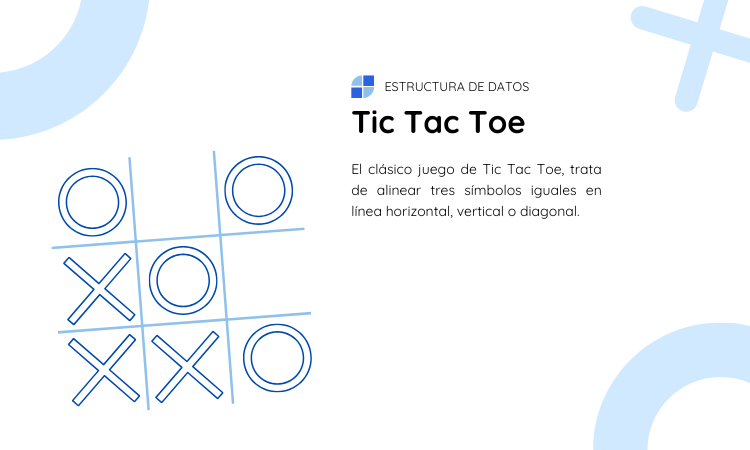 ESTRUCTURA DE DATOS
Tic Tac Toe
El clásico juego de Tic Tac Toe, trata
de alinear tres símbolos iguales en
línea horizontal, vertical o diagonal.